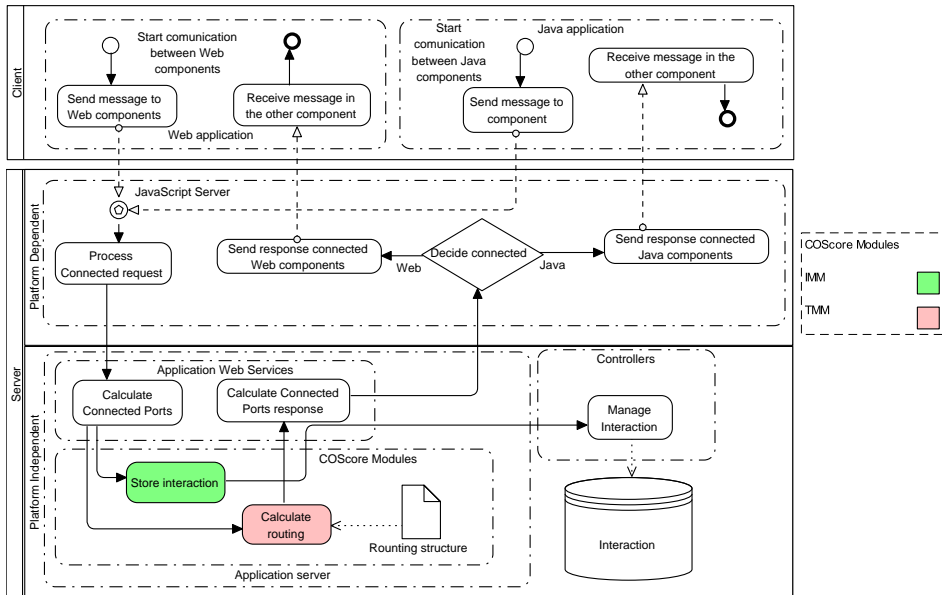 Client
Start comunication
between Web
components
Send message to
Web components
Receive message in
the other component
Web application
Start
comunication
between Java
components
Java application
Send message to
component
Receive message in the
other component
Server
Platform Dependent
JavaScript Server
Process
Connected request
Send response connected
Web components
Web
Decide connected
Java
Send response connected
Java components
COScore Modules
IMM
TMM
Platform Independent
Application Web Services
Calculate
Connected Ports
Calculate Connected
Ports response
Controllers
Manage
Interaction
COScore Modules
Store interaction
Calculate
routing
Rounting structure
Interaction
Application server